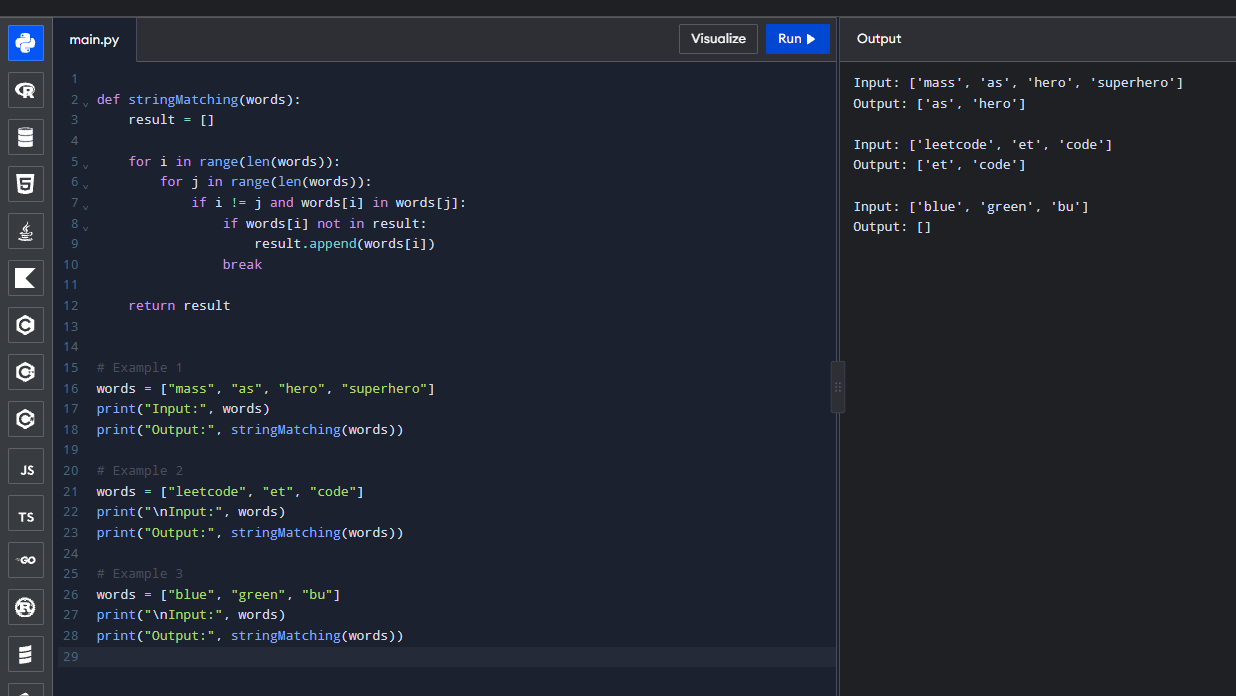 main.py
Visualize
Run
Output
1
2 def stringMatching(words):
3     result = []
4
5     for i in range(len(words)):
6         for j in range(len(words)):
7             if i != j and words[i] in words[j]:
8                 if words[i] not in result:
9                     result.append(words[i])
10                 break
11
12     return result
13
14
15 # Example 1
16 words = ["mass", "as", "hero", "superhero"]
17 print("Input:", words)
18 print("Output:", stringMatching(words))
19
20 # Example 2
21 words = ["leetcode", "et", "code"]
22 print("\nInput:", words)
23 print("Output:", stringMatching(words))
24
25 # Example 3
26 words = ["blue", "green", "bu"]
27 print("\nInput:", words)
28 print("Output:", stringMatching(words))
29
Input: ['mass', 'as', 'hero', 'superhero']
Output: ['as', 'hero']

Input: ['leetcode', 'et', 'code']
Output: ['et', 'code']

Input: ['blue', 'green', 'bu']
Output: []
R
5
C
C
C
JS
TS
GO
R